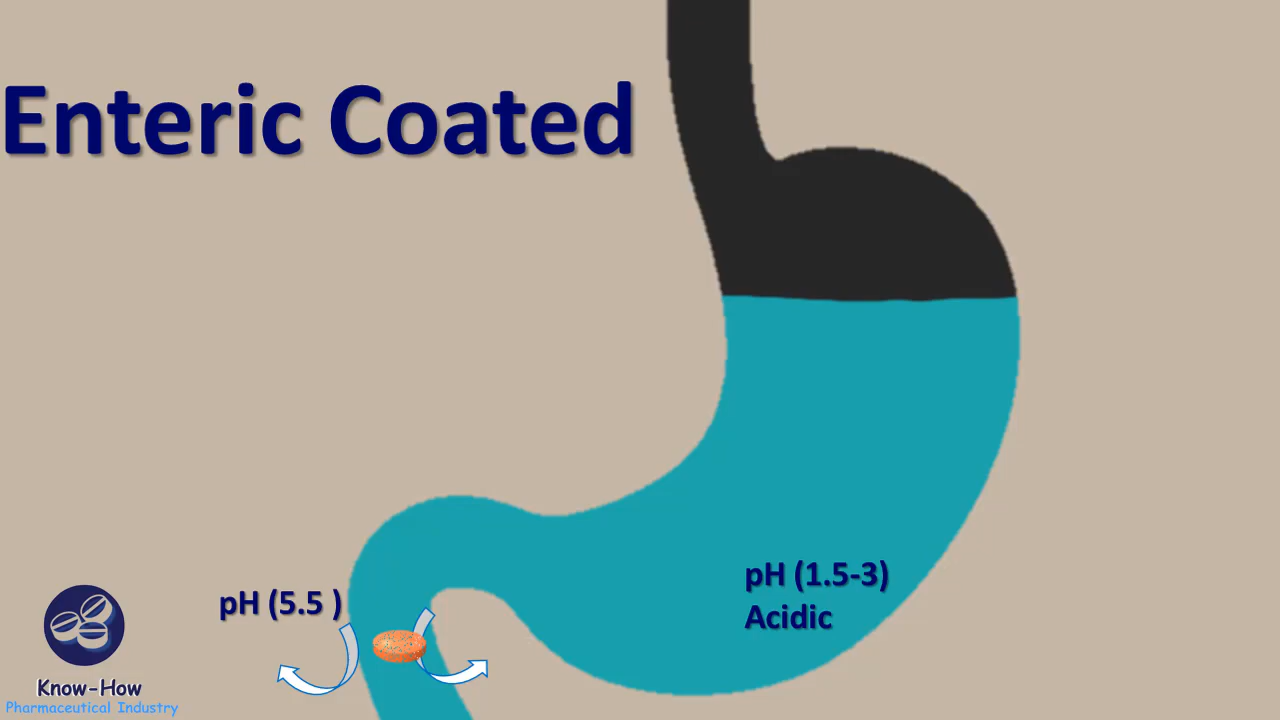 Enteric Coated
pH (1.5-3)
Acidic
pH (5.5 )
Know-How
Pharmaceutical Industry